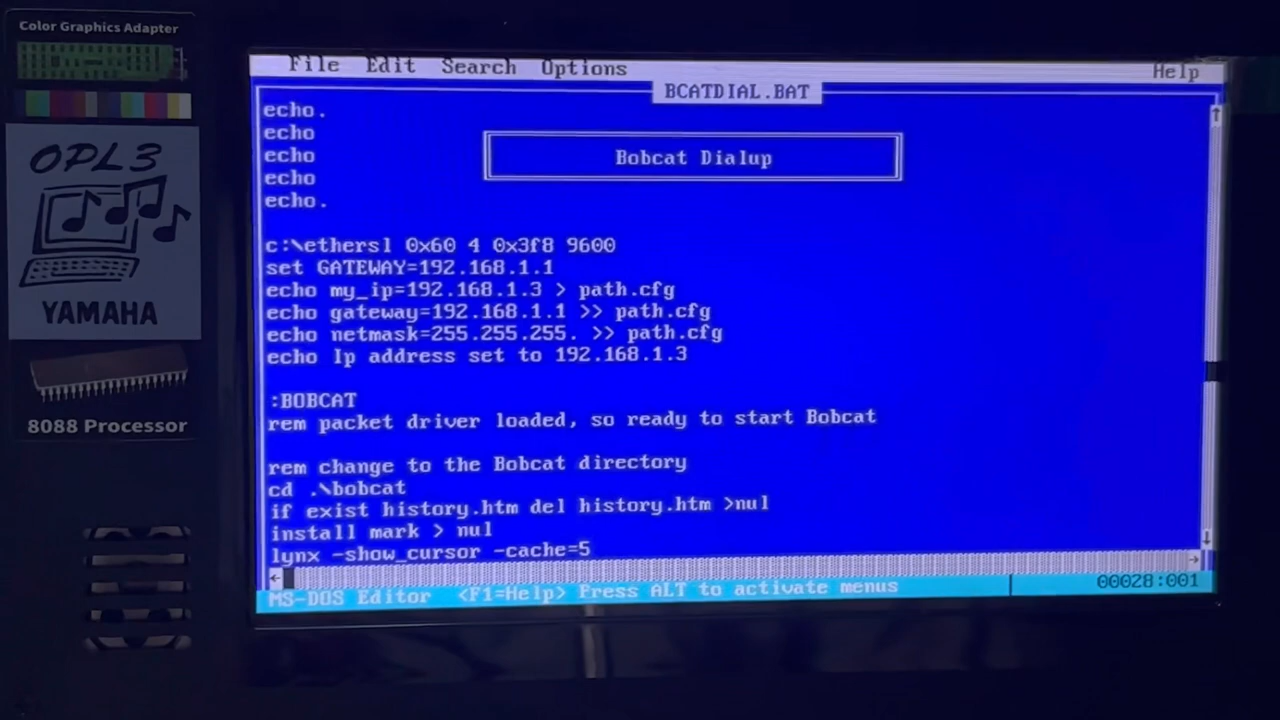 Color Graphics Adapter
OPL3
YAMAHA
8088 Processor
File Edit Search Options Help
BCATDIAL.BAT
echo.
echo
echo Bobcat Dialup
echo
echo.
c:\ethersl 0x60 4 0x3f8 9600
set GATEWAY=192.168.1.1
echo my_ip=192.168.1.3 > path.cfg
echo gateway=192.168.1.1 >> path.cfg
echo netmask=255.255.255. >> path.cfg
echo Ip address set to 192.168.1.3
:BOBCAT
rem packet driver loaded, so ready to start Bobcat
rem change to the Bobcat directory
cd .\bobcat
if exist history.htm del history.htm >nul
install mark > nul
lynx -show_cursor -cache=5
MS-DOS Editor <F1=Help> Press ALT to activate menus 00028:001